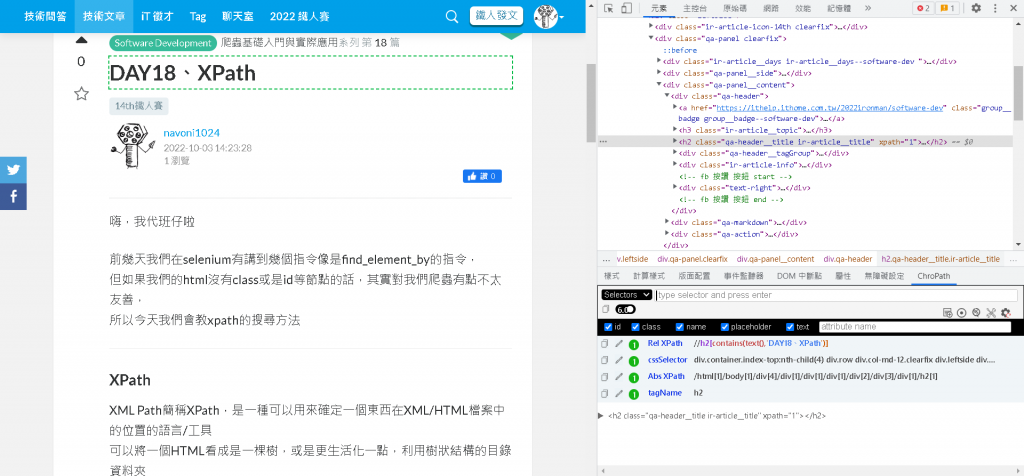 技術問答 技術文章 iT 徵才 Tag 聊天室 2022 鐵人賽 鐵人發文
Software Development 爬蟲基礎入門與實際應用 系列 第 18 篇
0
DAY18、XPath
14th鐵人賽
navoni1024
2022-10-03 14:23:28
1 瀏覽
讚 0
嗨，我代班仔啦
前幾天我們在selenium有講到幾個指令像是find_element_by的指令，
但如果我們的html沒有class或是id等節點的話，其實對我們爬蟲有點不太
友善，
所以今天我們會教xpath的搜尋方法
XPath
XML Path簡稱XPath，是一種可以用來確定一個東西在XML/HTML檔案中
的位置的語言/工具
可以將一個HTML看成是一棵樹，或是更生活化一點，利用樹狀結構的目錄
資料夾
元素 主控台 原始碼 網路 效能 記憶體 » 2 1
<div class="ir-article-icon-14th clearfix">…</div>
<div class="qa-panel clearfix">
::before
<div class="ir-article__days ir-article__days--software-dev ">…</div>
<div class="qa-panel__side">…</div>
<div class="qa-panel__content">
<div class="qa-header">
<a href="https://ithelp.ithome.com.tw/2022ironman/software-dev" class="group__
badge group__badge--software-dev">…</a>
<h3 class="ir-article__topic">…</h3>
<h2 class="qa-header__title ir-article__title" xpath="1">…</h2> == $0
<div class="qa-header__tagGroup">…</div>
<div class="ir-article-info">…</div>
<!-- fb 按讚 按鈕 start -->
<div class="text-right">…</div>
<!-- fb 按讚 按鈕 end -->
</div>
<div class="qa-markdown">…</div>
<div class="qa-action">…</div>
</div>
… v.leftside div.qa-panel.clearfix div.qa-panel__content div.qa-header h2.qa-header__title.ir-article__title …
樣式 計算樣式 版面配置 事件監聽器 DOM 中斷點 屬性 無障礙設定 ChroPath
Selectors type selector and press enter
6.0
id class name placeholder text attribute name
1 Rel XPath //h2[contains(text(),'DAY18、XPath')]
1 cssSelector div.container.index-top:nth-child(4) div.row div.col-md-12.clearfix div.leftside div....
1 Abs XPath /html[1]/body[1]/div[4]/div[1]/div[1]/div[1]/div[2]/div[3]/div[1]/h2[1]
1 tagName h2
<h2 class="qa-header__title ir-article__title" xpath="1"></h2>